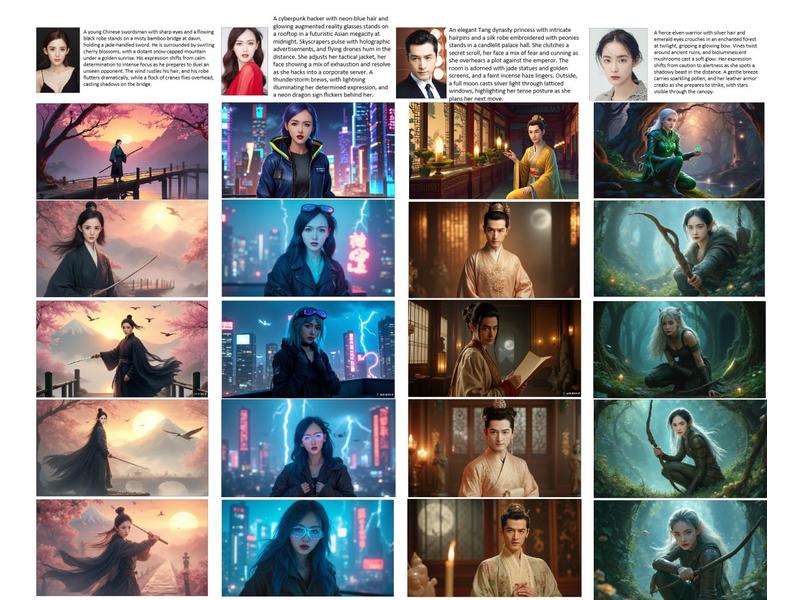 A young Chinese swordsman with sharp eyes and a flowing
black robe stands on a misty bamboo bridge at dawn,
holding a jade-handled sword. He is surrounded by swirling
cherry blossoms, with a distant snow-capped mountain
under a golden sunrise. His expression shifts from calm
determination to intense focus as he prepares to duel an
unseen opponent. The wind rustles his hair, and his robe
flutters dramatically, while a flock of cranes flies overhead,
casting shadows on the bridge.
A cyberpunk hacker with neon-blue hair and
glowing augmented reality glasses stands on
a rooftop in a futuristic Asian megacity at
midnight. Skyscrapers pulse with holographic
advertisements, and flying drones hum in the
distance. She adjusts her tactical jacket, her
face showing a mix of exhaustion and resolve
as she hacks into a corporate server. A
thunderstorm brews, with lightning
illuminating her determined expression, and
a neon dragon sign flickers behind her.
An elegant Tang dynasty princess with intricate
hairpins and a silk robe embroidered with peonies
stands in a candlelit palace hall. She clutches a
secret scroll, her face a mix of fear and cunning as
she overhears a plot against the emperor. The
room is adorned with jade statues and golden
screens, and a faint incense haze lingers. Outside,
a full moon casts silver light through latticed
windows, highlighting her tense posture as she
plans her next move.
A fierce elven warrior with silver hair and
emerald eyes crouches in an enchanted forest
at twilight, gripping a glowing bow. Vines twist
around ancient ruins, and bioluminescent
mushrooms cast a soft glow. Her expression
shifts from caution to alertness as she spots a
shadowy beast in the distance. A gentle breeze
carries sparkling pollen, and her leather armor
creaks as she prepares to strike, with stars
visible through the canopy.